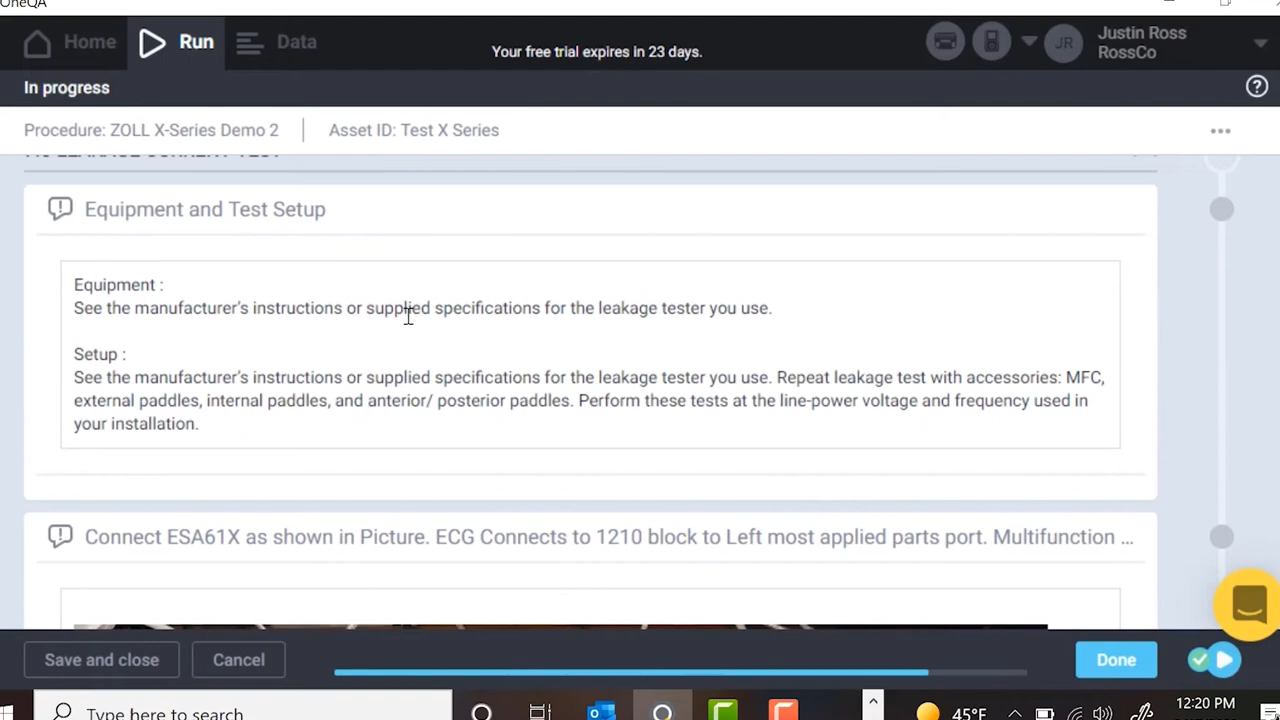 OneQA
Home
Run
Data
Your free trial expires in 23 days.
JR
Justin Ross
RossCo
In progress
Procedure: ZOLL X-Series Demo 2
Asset ID: Test X Series
LEAKAGE CURRENT TEST
Equipment and Test Setup
Equipment :
See the manufacturer's instructions or supplied specifications for the leakage tester you use.
Setup :
See the manufacturer's instructions or supplied specifications for the leakage tester you use. Repeat leakage test with accessories: MFC,
external paddles, internal paddles, and anterior/ posterior paddles. Perform these tests at the line-power voltage and frequency used in
your installation.
Connect ESA61X as shown in Picture. ECG Connects to 1210 block to Left most applied parts port. Multifunction ...
Save and close
Cancel
Done
Type here to search
45°F
12:20 PM